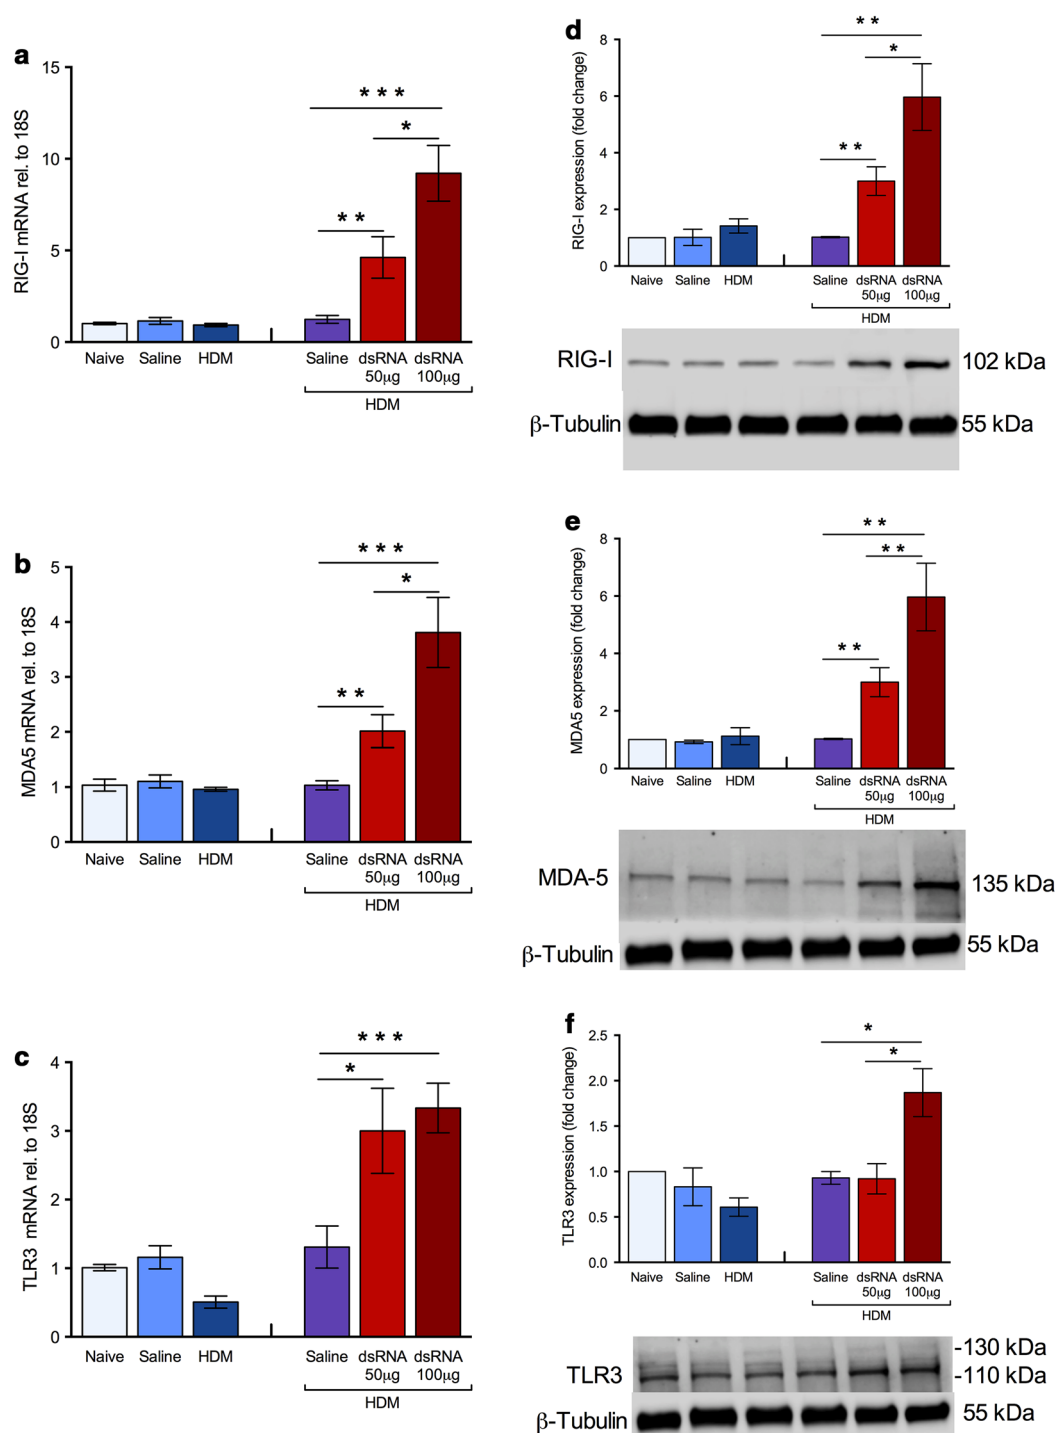 a
RIG-I mRNA rel. to 18S
15
10
5
0
* * *
*
* *
Naive Saline HDM Saline dsRNA 50μg dsRNA 100μg
HDM
d
RIG-I expression (fold change)
8
6
4
2
0
* *
*
* *
Naive Saline HDM Saline dsRNA 50μg dsRNA 100μg
HDM
RIG-I 102 kDa
β-Tubulin 55 kDa
b
MDA5 mRNA rel. to 18S
5
4
3
2
1
0
* * *
*
* *
Naive Saline HDM Saline dsRNA 50μg dsRNA 100μg
HDM
e
MDA5 expression (fold change)
8
6
4
2
0
* *
* *
* *
Naive Saline HDM Saline dsRNA 50μg dsRNA 100μg
HDM
MDA-5 135 kDa
β-Tubulin 55 kDa
c
TLR3 mRNA rel. to 18S
4
3
2
1
0
* * *
*
Naive Saline HDM Saline dsRNA 50μg dsRNA 100μg
HDM
f
TLR3 expression (fold change)
2.5
2.0
1.5
1.0
0.5
0.0
*
*
Naive Saline HDM Saline dsRNA 50μg dsRNA 100μg
HDM
-130 kDa
TLR3 -110 kDa
β-Tubulin 55 kDa